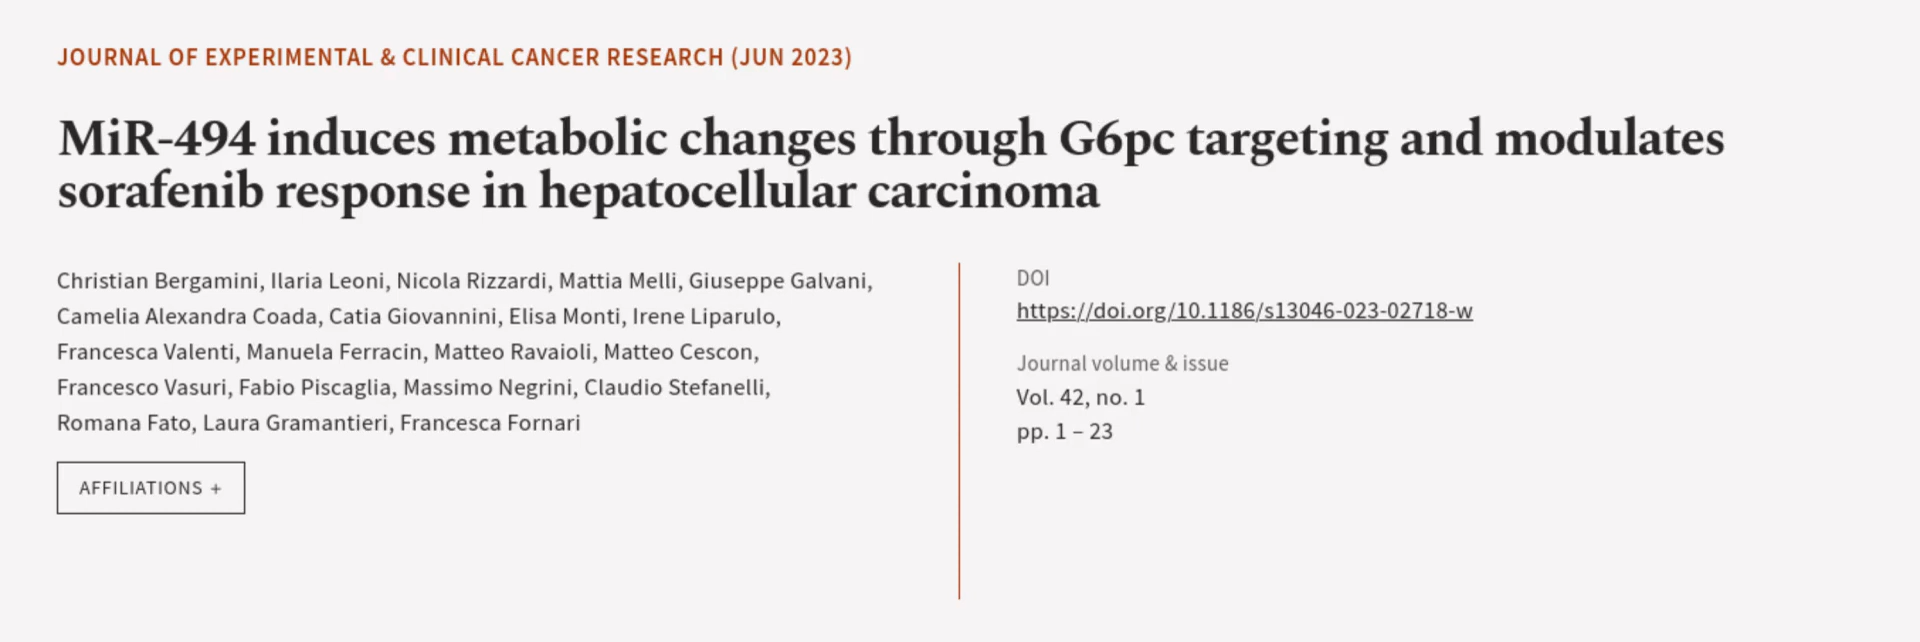 JOURNAL OF EXPERIMENTAL & CLINICAL CANCER RESEARCH (JUN 2023)
MiR-494 induces metabolic changes through G6pc targeting and modulates
sorafenib response in hepatocellular carcinoma
Christian Bergamini, Ilaria Leoni, Nicola Rizzardi, Mattia Melli, Giuseppe Galvani,
Camelia Alexandra Coada, Catia Giovannini, Elisa Monti, Irene Liparulo,
Francesca Valenti, Manuela Ferracin, Matteo Ravaioli, Matteo Cescon,
Francesco Vasuri, Fabio Piscaglia, Massimo Negrini, Claudio Stefanelli,
Romana Fato, Laura Gramantieri, Francesca Fornari
AFFILIATIONS +
DOI
https://doi.org/10.1186/s13046-023-02718-w
Journal volume & issue
Vol. 42, no. 1
pp. 1 – 23